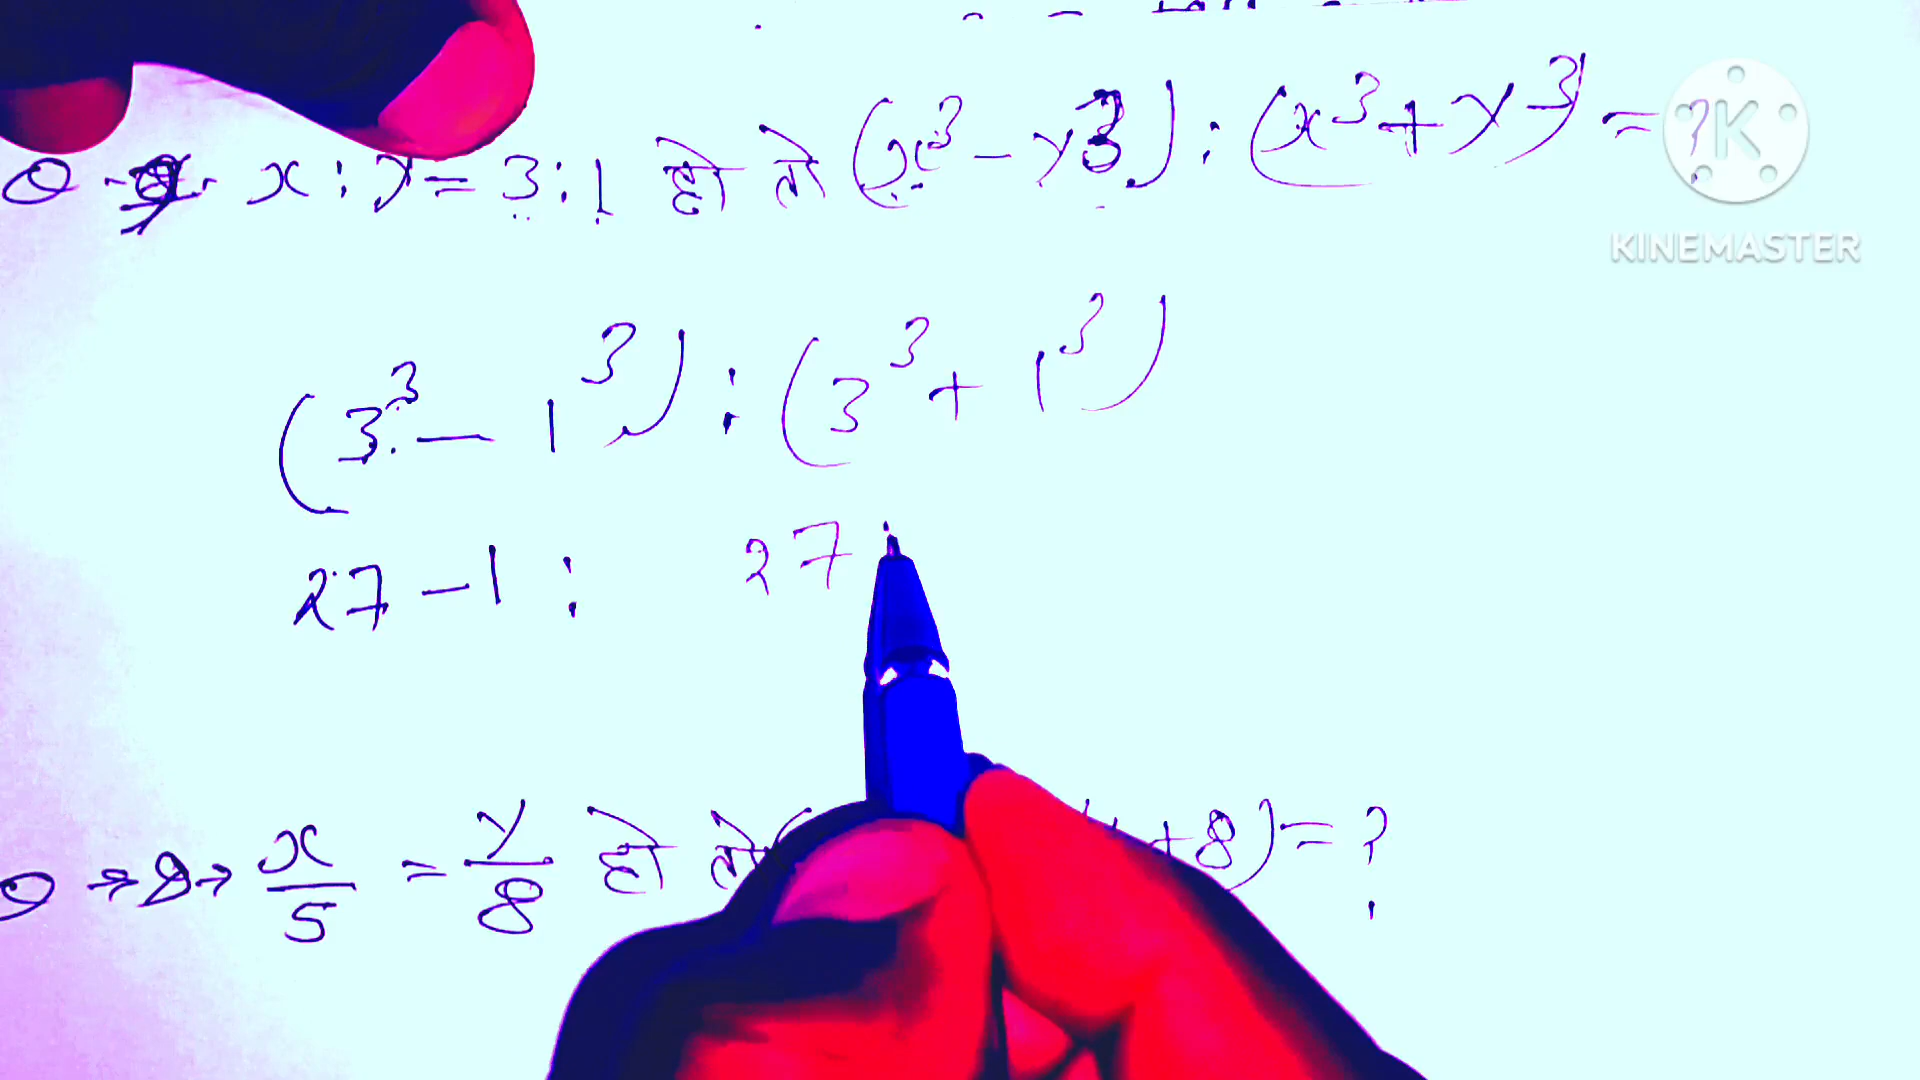 x : y = 3 : 1 हो तो (x³ - y³) : (x³ + y³) = ?
KINEMASTER
(3³ - 1³) : (3³ + 1³)
27 - 1 : 27
x/5 = y/8 हो तो + 8) = ?